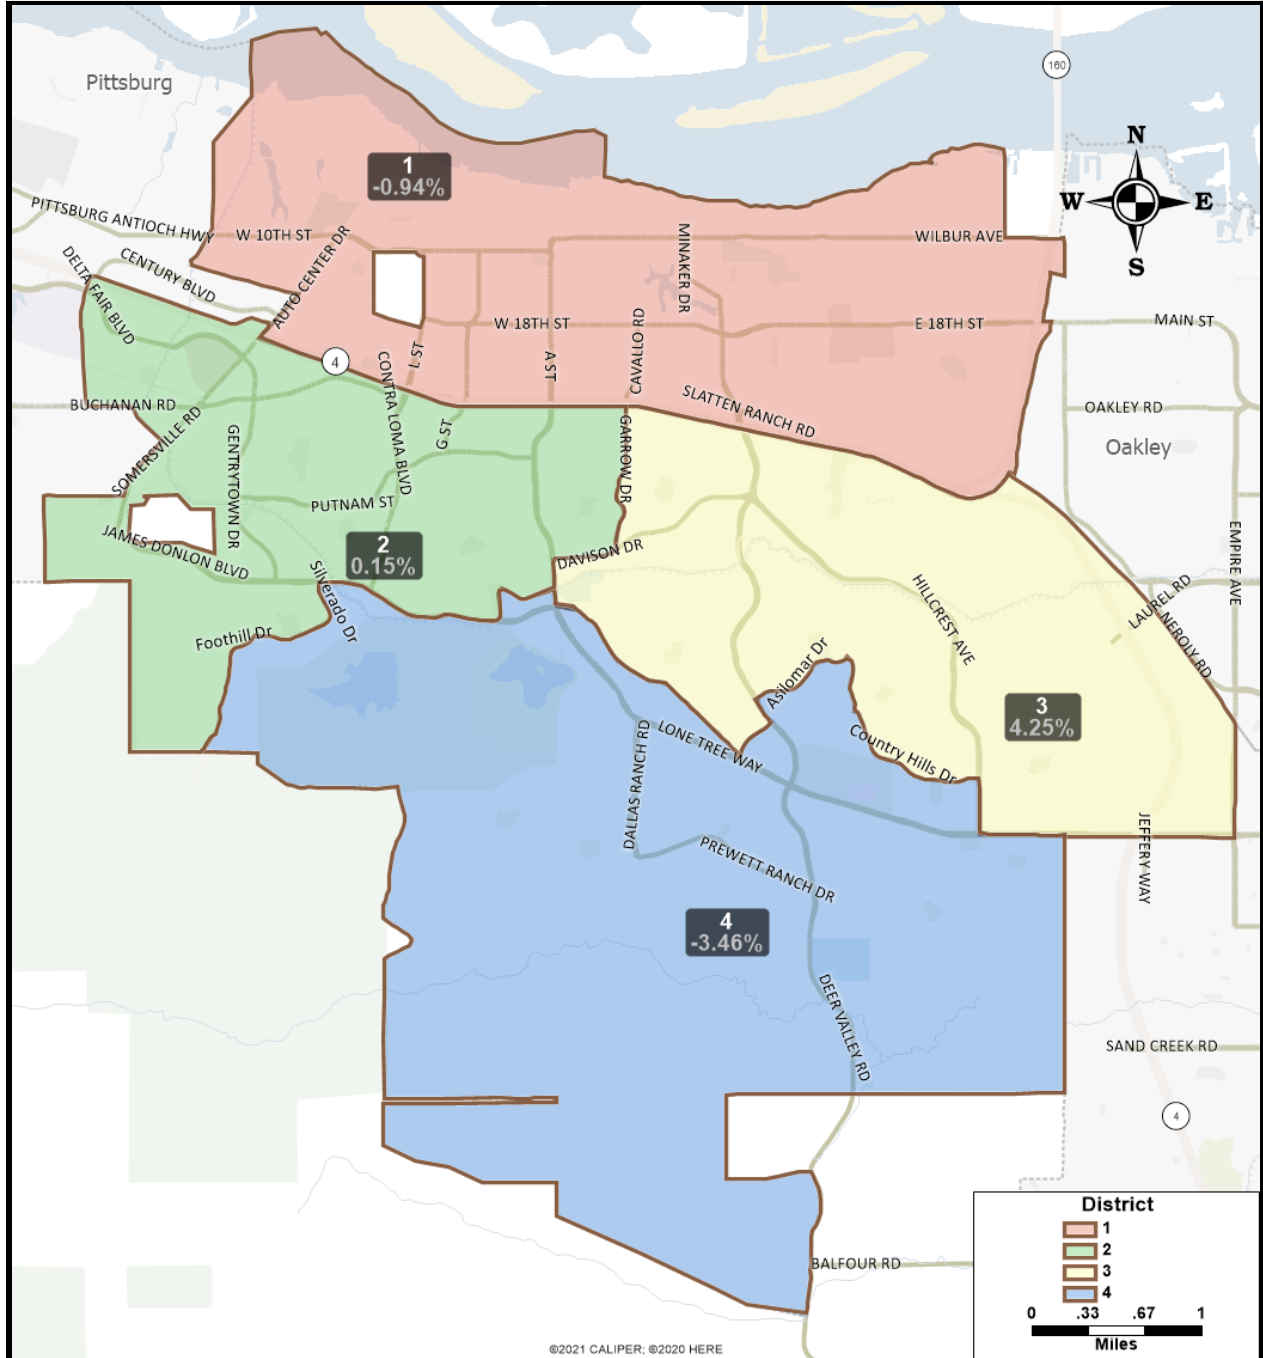 Pittsburg
160
N
W E
S
1
-0.94%
PITTSBURG ANTIOCH HWY
W 10TH ST
AUTO CENTER DR
MINAKER DR
WILBUR AVE
DELTA FAIR BLVD
CENTURY BLVD
W 18TH ST
CAVALLO RD
E 18TH ST
MAIN ST
4
L ST
A ST
CONTRA LOMA BLVD
SLATTEN RANCH RD
BUCHANAN RD
OAKLEY RD
Oakley
SOMERSVILLE RD
GENTRYTOWN DR
G ST
GARROW DR
PUTNAM ST
JAMES DONLON BLVD
2
0.15%
DAVISON DR
EMPIRE AVE
Silverado Dr
HILLCREST AVE
LAUREL RD
NEROLY RD
Foothill Dr
Asilomar Dr
3
4.25%
LONE TREE WAY
Country Hills Dr
DALLAS RANCH RD
PREWETT RANCH DR
JEFFERY WAY
4
-3.46%
DEER VALLEY RD
SAND CREEK RD
4
BALFOUR RD
District
1
2
3
4
0 .33 .67 1
Miles
©2021 CALIPER; ©2020 HERE